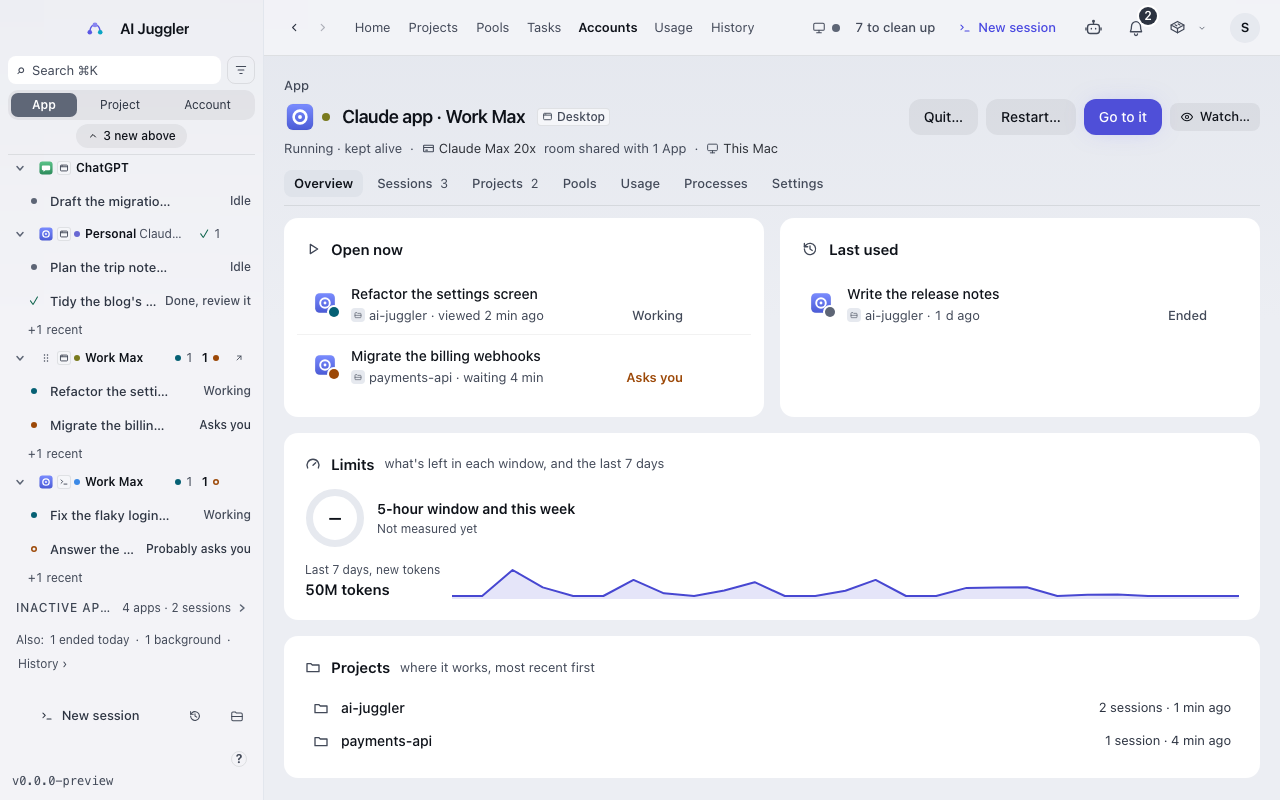 AI Juggler
Search ⌘K
App Project Account
3 new above
ChatGPT
Draft the migratio... Idle
Personal Claud... 1
Plan the trip note... Idle
Tidy the blog's ... Done, review it
+1 recent
Work Max 1 1
Refactor the setti... Working
Migrate the billin... Asks you
+1 recent
Work Max 1 1
Fix the flaky login... Working
Answer the ... Probably asks you
+1 recent
INACTIVE AP... 4 apps · 2 sessions
Also: 1 ended today · 1 background ·
History ›
New session
?
v0.0.0-preview
Home Projects Pools Tasks Accounts Usage History
7 to clean up
New session
2
S
App
Claude app · Work Max Desktop
Quit... Restart... Go to it Watch...
Running · kept alive · Claude Max 20x room shared with 1 App · This Mac
Overview Sessions 3 Projects 2 Pools Usage Processes Settings
Open now
Refactor the settings screen
ai-juggler · viewed 2 min ago Working
Migrate the billing webhooks
payments-api · waiting 4 min Asks you
Last used
Write the release notes
ai-juggler · 1 d ago Ended
Limits what's left in each window, and the last 7 days
–
5-hour window and this week
Not measured yet
Last 7 days, new tokens
50M tokens
Projects where it works, most recent first
ai-juggler 2 sessions · 1 min ago
payments-api 1 session · 4 min ago